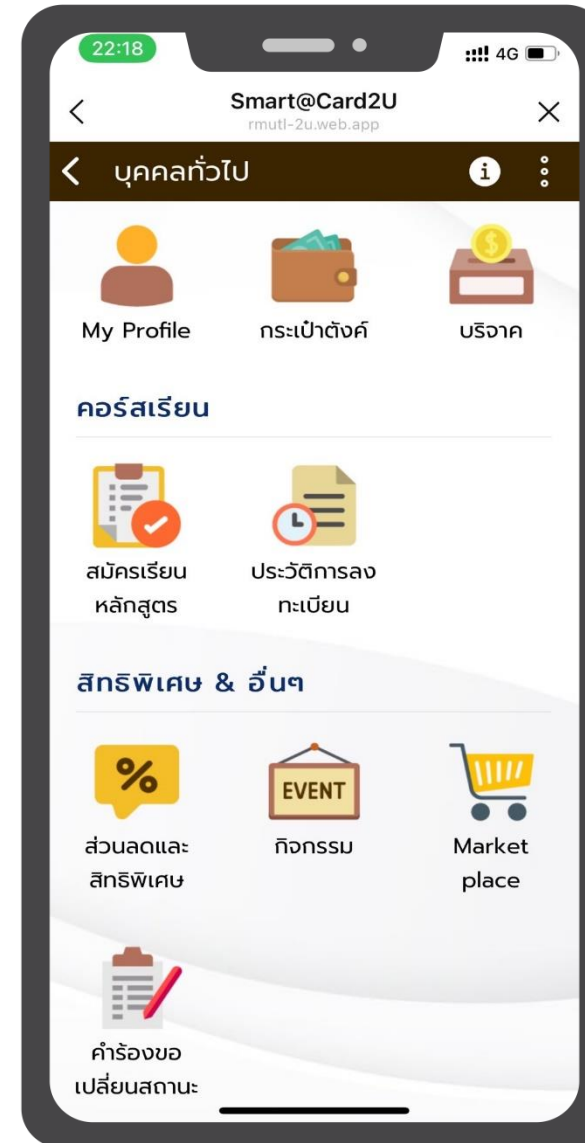 22:18
4G
Smart@Card2U
rmutl-2u.web.app
บุคคลทั่วไป
My Profile
กระเป๋าตังค์
บริจาค
คอร์สเรียน
สมัครเรียน
หลักสูตร
ประวัติการลง
ทะเบียน
สิทธิพิเศษ & อื่นๆ
%
EVENT
ส่วนลดและ
สิทธิพิเศษ
กิจกรรม
Market
place
คำร้องขอ
เปลี่ยนสถานะ